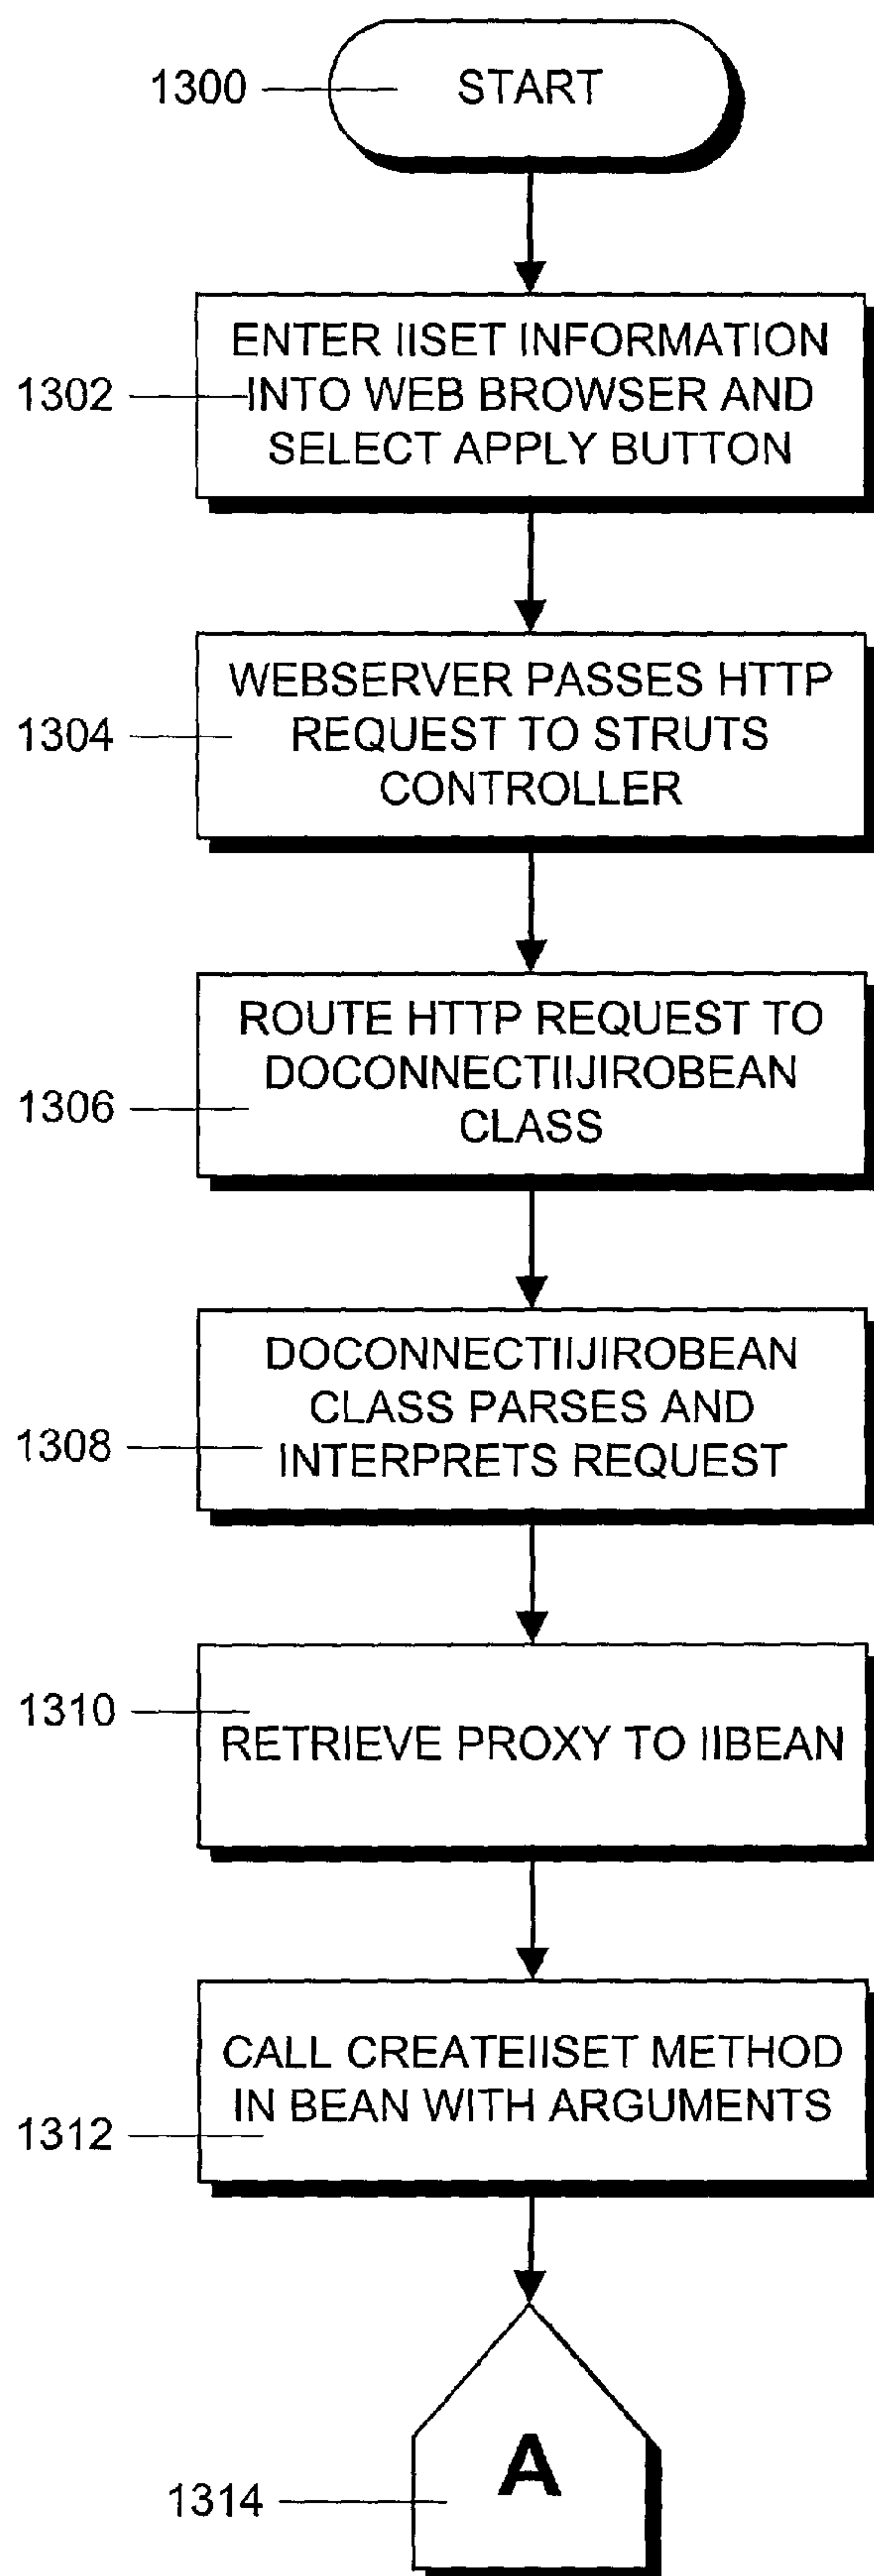 1300
START
1302
ENTER IISET INFORMATION
INTO WEB BROWSER AND
SELECT APPLY BUTTON
1304
WEBSERVER PASSES HTTP
REQUEST TO STRUTS
CONTROLLER
1306
ROUTE HTTP REQUEST TO
DOCONNECTIIJIROBEAN
CLASS
1308
DOCONNECTIIJIROBEAN
CLASS PARSES AND
INTERPRETS REQUEST
1310
RETRIEVE PROXY TO IIBEAN
1312
CALL CREATEIISET METHOD
IN BEAN WITH ARGUMENTS
1314
A